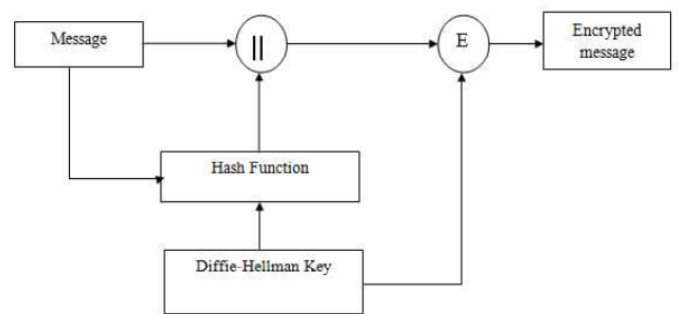 Message
||
E
Encrypted
message
Hash Function
Diffie-Hellman Key